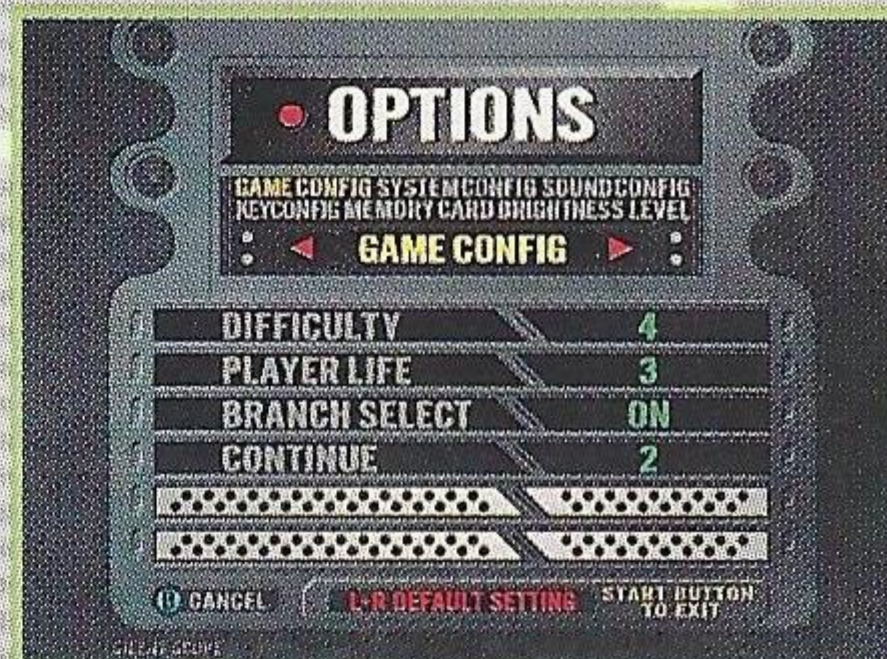 OPTIONS
GAME CONFIG SYSTEM CONFIG SOUND CONFIG
KEY CONFIG MEMORY CARD BRIGHTNESS LEVEL
GAME CONFIG
DIFFICULTY 4
PLAYER LIFE 3
BRANCH SELECT ON
CONTINUE 2
CANCEL L+R DEFAULT SETTING START BUTTON
TO EXIT